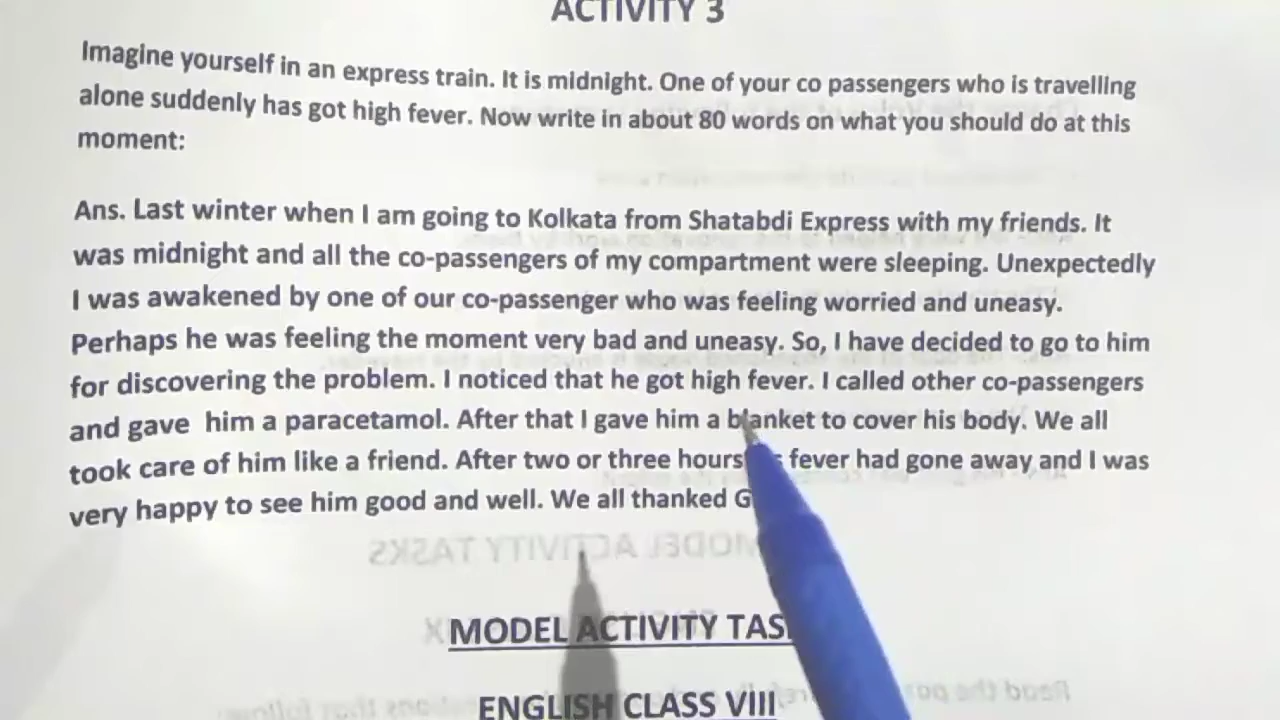 ACTIVITY 3
Imagine yourself in an express train. It is midnight. One of your co passengers who is travelling
alone suddenly has got high fever. Now write in about 80 words on what you should do at this
moment:
Ans. Last winter when I am going to Kolkata from Shatabdi Express with my friends. It
was midnight and all the co-passengers of my compartment were sleeping. Unexpectedly
I was awakened by one of our co-passenger who was feeling worried and uneasy.
Perhaps he was feeling the moment very bad and uneasy. So, I have decided to go to him
for discovering the problem. I noticed that he got high fever. I called other co-passengers
and gave him a paracetamol. After that I gave him a blanket to cover his body. We all
took care of him like a friend. After two or three hours fever had gone away and I was
very happy to see him good and well. We all thanked
MODEL ACTIVITY
ENGLISH CLASS VIII